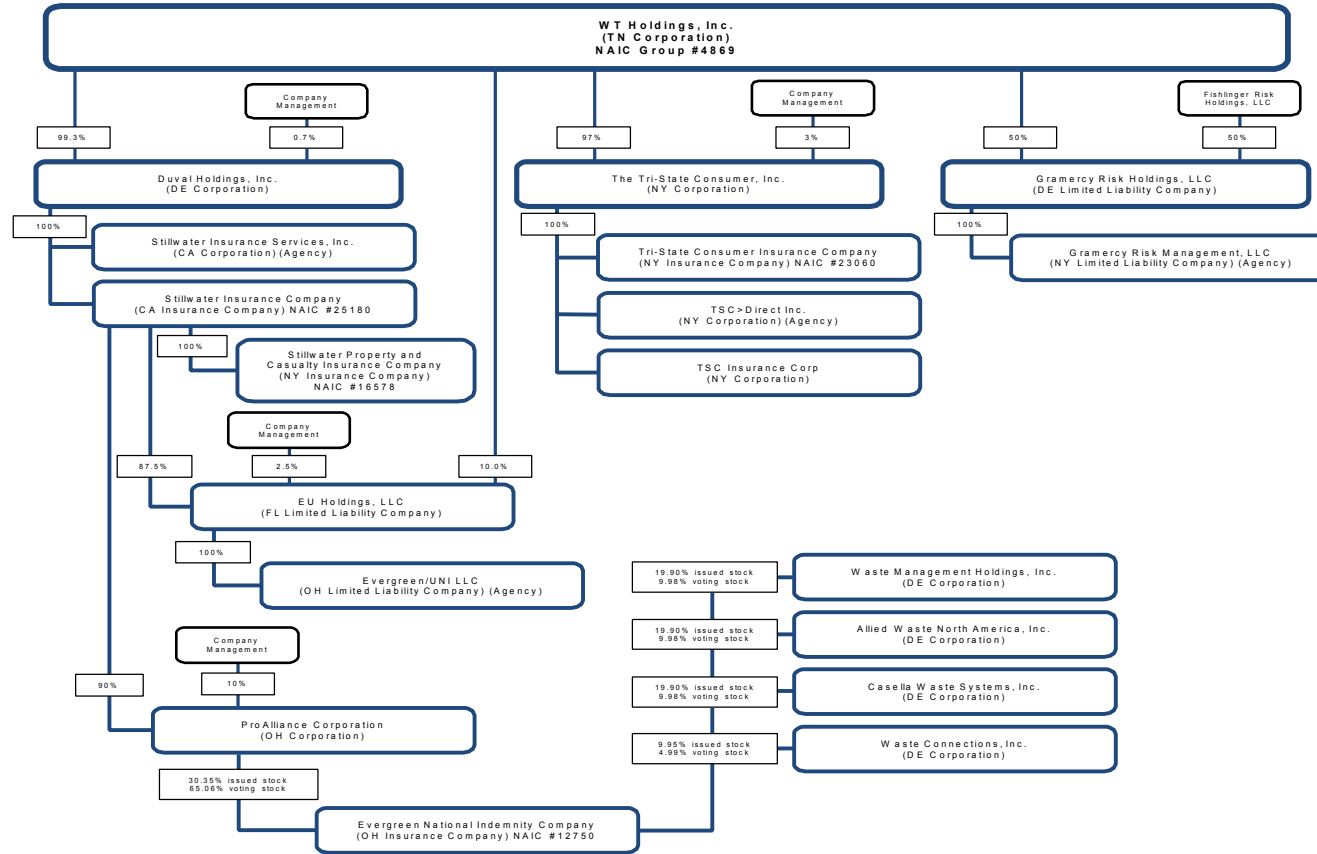 WT Holdings, Inc.
(TN Corporation)
NAIC Group #4869
Company
Management
Company
Management
Fishlinger Risk
Holdings, LLC
99.3%
0.7%
97%
3%
50%
50%
Duval Holdings, Inc.
(DE Corporation)
The Tri-State Consumer, Inc.
(NY Corporation)
Gramercy Risk Holdings, LLC
(DE Limited Liability Company)
100%
100%
100%
Stillwater Insurance Services, Inc.
(CA Corporation) (Agency)
Tri-State Consumer Insurance Company
(NY Insurance Company) NAIC #23060
Gramercy Risk Management, LLC
(NY Limited Liability Company) (Agency)
Stillwater Insurance Company
(CA Insurance Company) NAIC #25180
TSC>Direct Inc.
(NY Corporation) (Agency)
100%
Stillwater Property and
Casualty Insurance Company
(NY Insurance Company)
NAIC #16578
TSC Insurance Corp
(NY Corporation)
Company
Management
87.5%
2.5%
10.0%
EU Holdings, LLC
(FL Limited Liability Company)
100%
Evergreen/UNI LLC
(OH Limited Liability Company) (Agency)
19.90% issued stock
9.98% voting stock
Waste Management Holdings, Inc.
(DE Corporation)
Company
Management
19.90% issued stock
9.98% voting stock
Allied Waste North America, Inc.
(DE Corporation)
90%
10%
19.90% issued stock
9.98% voting stock
Casella Waste Systems, Inc.
(DE Corporation)
ProAlliance Corporation
(OH Corporation)
9.95% issued stock
4.99% voting stock
Waste Connections, Inc.
(DE Corporation)
30.35% issued stock
65.06% voting stock
Evergreen National Indemnity Company
(OH Insurance Company) NAIC #12750